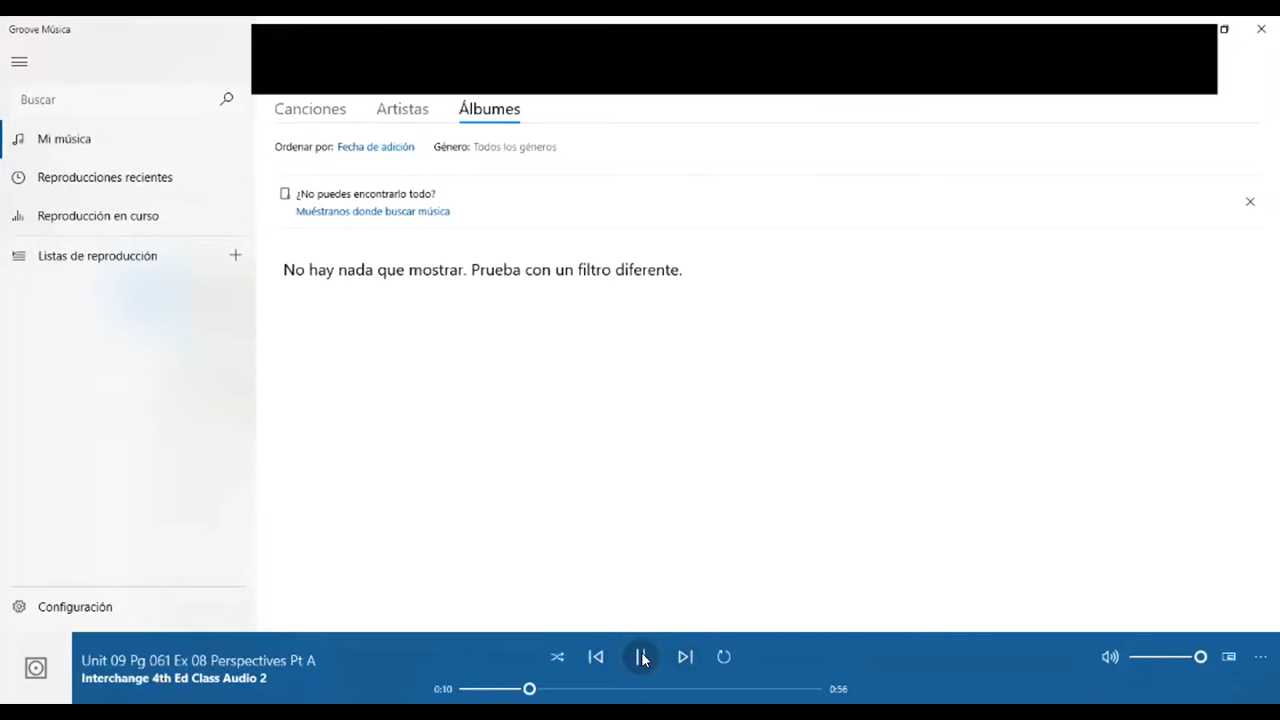 Groove Música
Buscar
Mi música
Reproducciones recientes
Reproducción en curso
Listas de reproducción
Configuración
Canciones Artistas Álbumes
Ordenar por: Fecha de adición Género: Todos los géneros
¿No puedes encontrarlo todo?
Muéstranos donde buscar música
No hay nada que mostrar. Prueba con un filtro diferente.
Unit 09 Pg 061 Ex 08 Perspectives Pt A
Interchange 4th Ed Class Audio 2
0:10 0:56